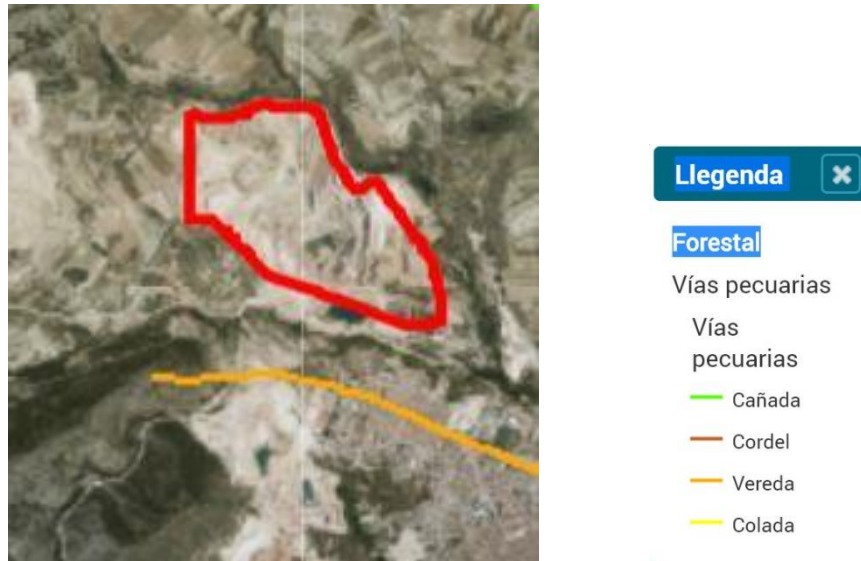 Llegenda
Forestal
Vías pecuarias
Vías
pecuarias
Cañada
Cordel
Vereda
Colada